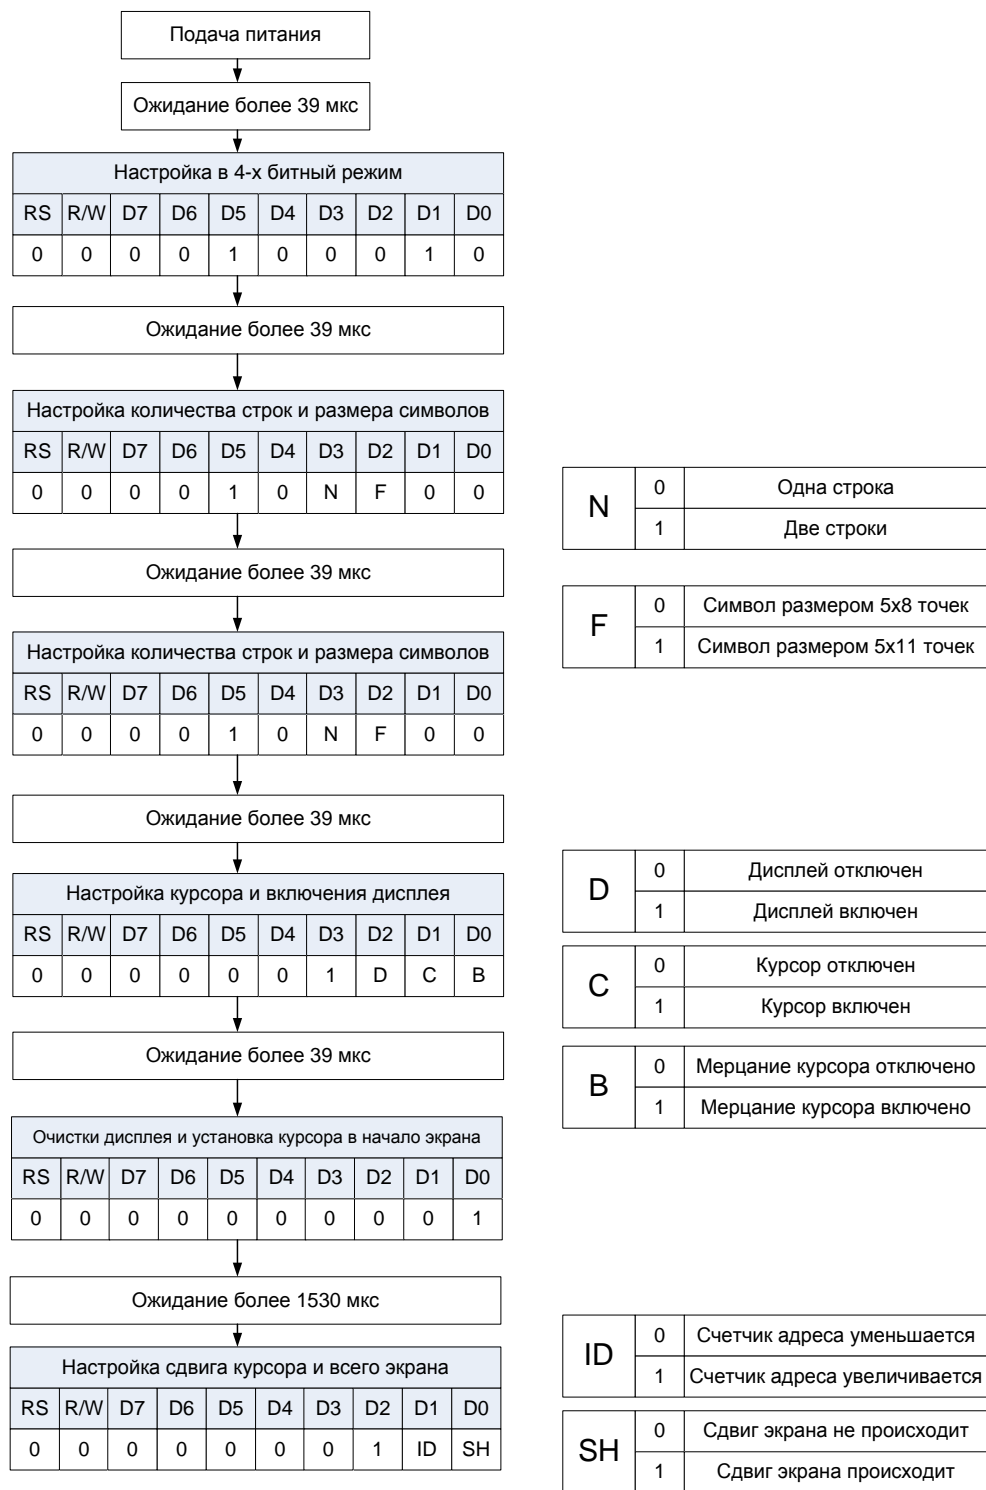 Подача питания
Ожидание более 39 мкс
Настройка в 4-х битный режим
RS R/W D7 D6 D5 D4 D3 D2 D1 D0
0 0 0 0 1 0 0 0 1 0
Ожидание более 39 мкс
Настройка количества строк и размера символов
RS R/W D7 D6 D5 D4 D3 D2 D1 D0
0 0 0 0 1 0 N F 0 0
N
0 Одна строка
1 Две строки
Ожидание более 39 мкс
F
0 Символ размером 5х8 точек
1 Символ размером 5х11 точек
Настройка количества строк и размера символов
RS R/W D7 D6 D5 D4 D3 D2 D1 D0
0 0 0 0 1 0 N F 0 0
Ожидание более 39 мкс
Настройка курсора и включения дисплея
RS R/W D7 D6 D5 D4 D3 D2 D1 D0
0 0 0 0 0 0 1 D C B
D
0 Дисплей отключен
1 Дисплей включен
C
0 Курсор отключен
1 Курсор включен
Ожидание более 39 мкс
B
0 Мерцание курсора отключено
1 Мерцание курсора включено
Очистки дисплея и установка курсора в начало экрана
RS R/W D7 D6 D5 D4 D3 D2 D1 D0
0 0 0 0 0 0 0 0 0 1
Ожидание более 1530 мкс
Настройка сдвига курсора и всего экрана
RS R/W D7 D6 D5 D4 D3 D2 D1 D0
0 0 0 0 0 0 0 1 ID SH
ID
0 Счетчик адреса уменьшается
1 Счетчик адреса увеличивается
SH
0 Сдвиг экрана не происходит
1 Сдвиг экрана происходит